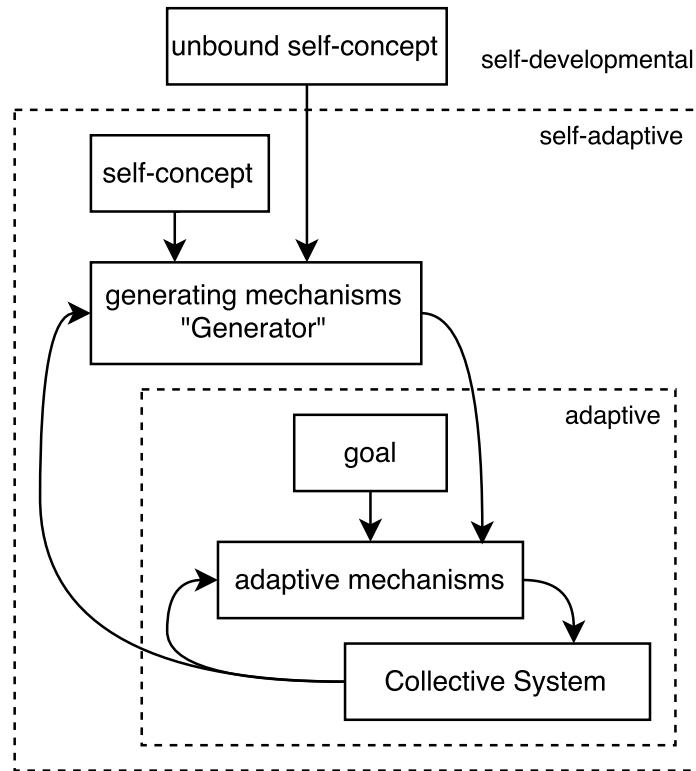 unbound self-concept
self-developmental
self-adaptive
self-concept
generating mechanisms
"Generator"
adaptive
goal
adaptive mechanisms
Collective System